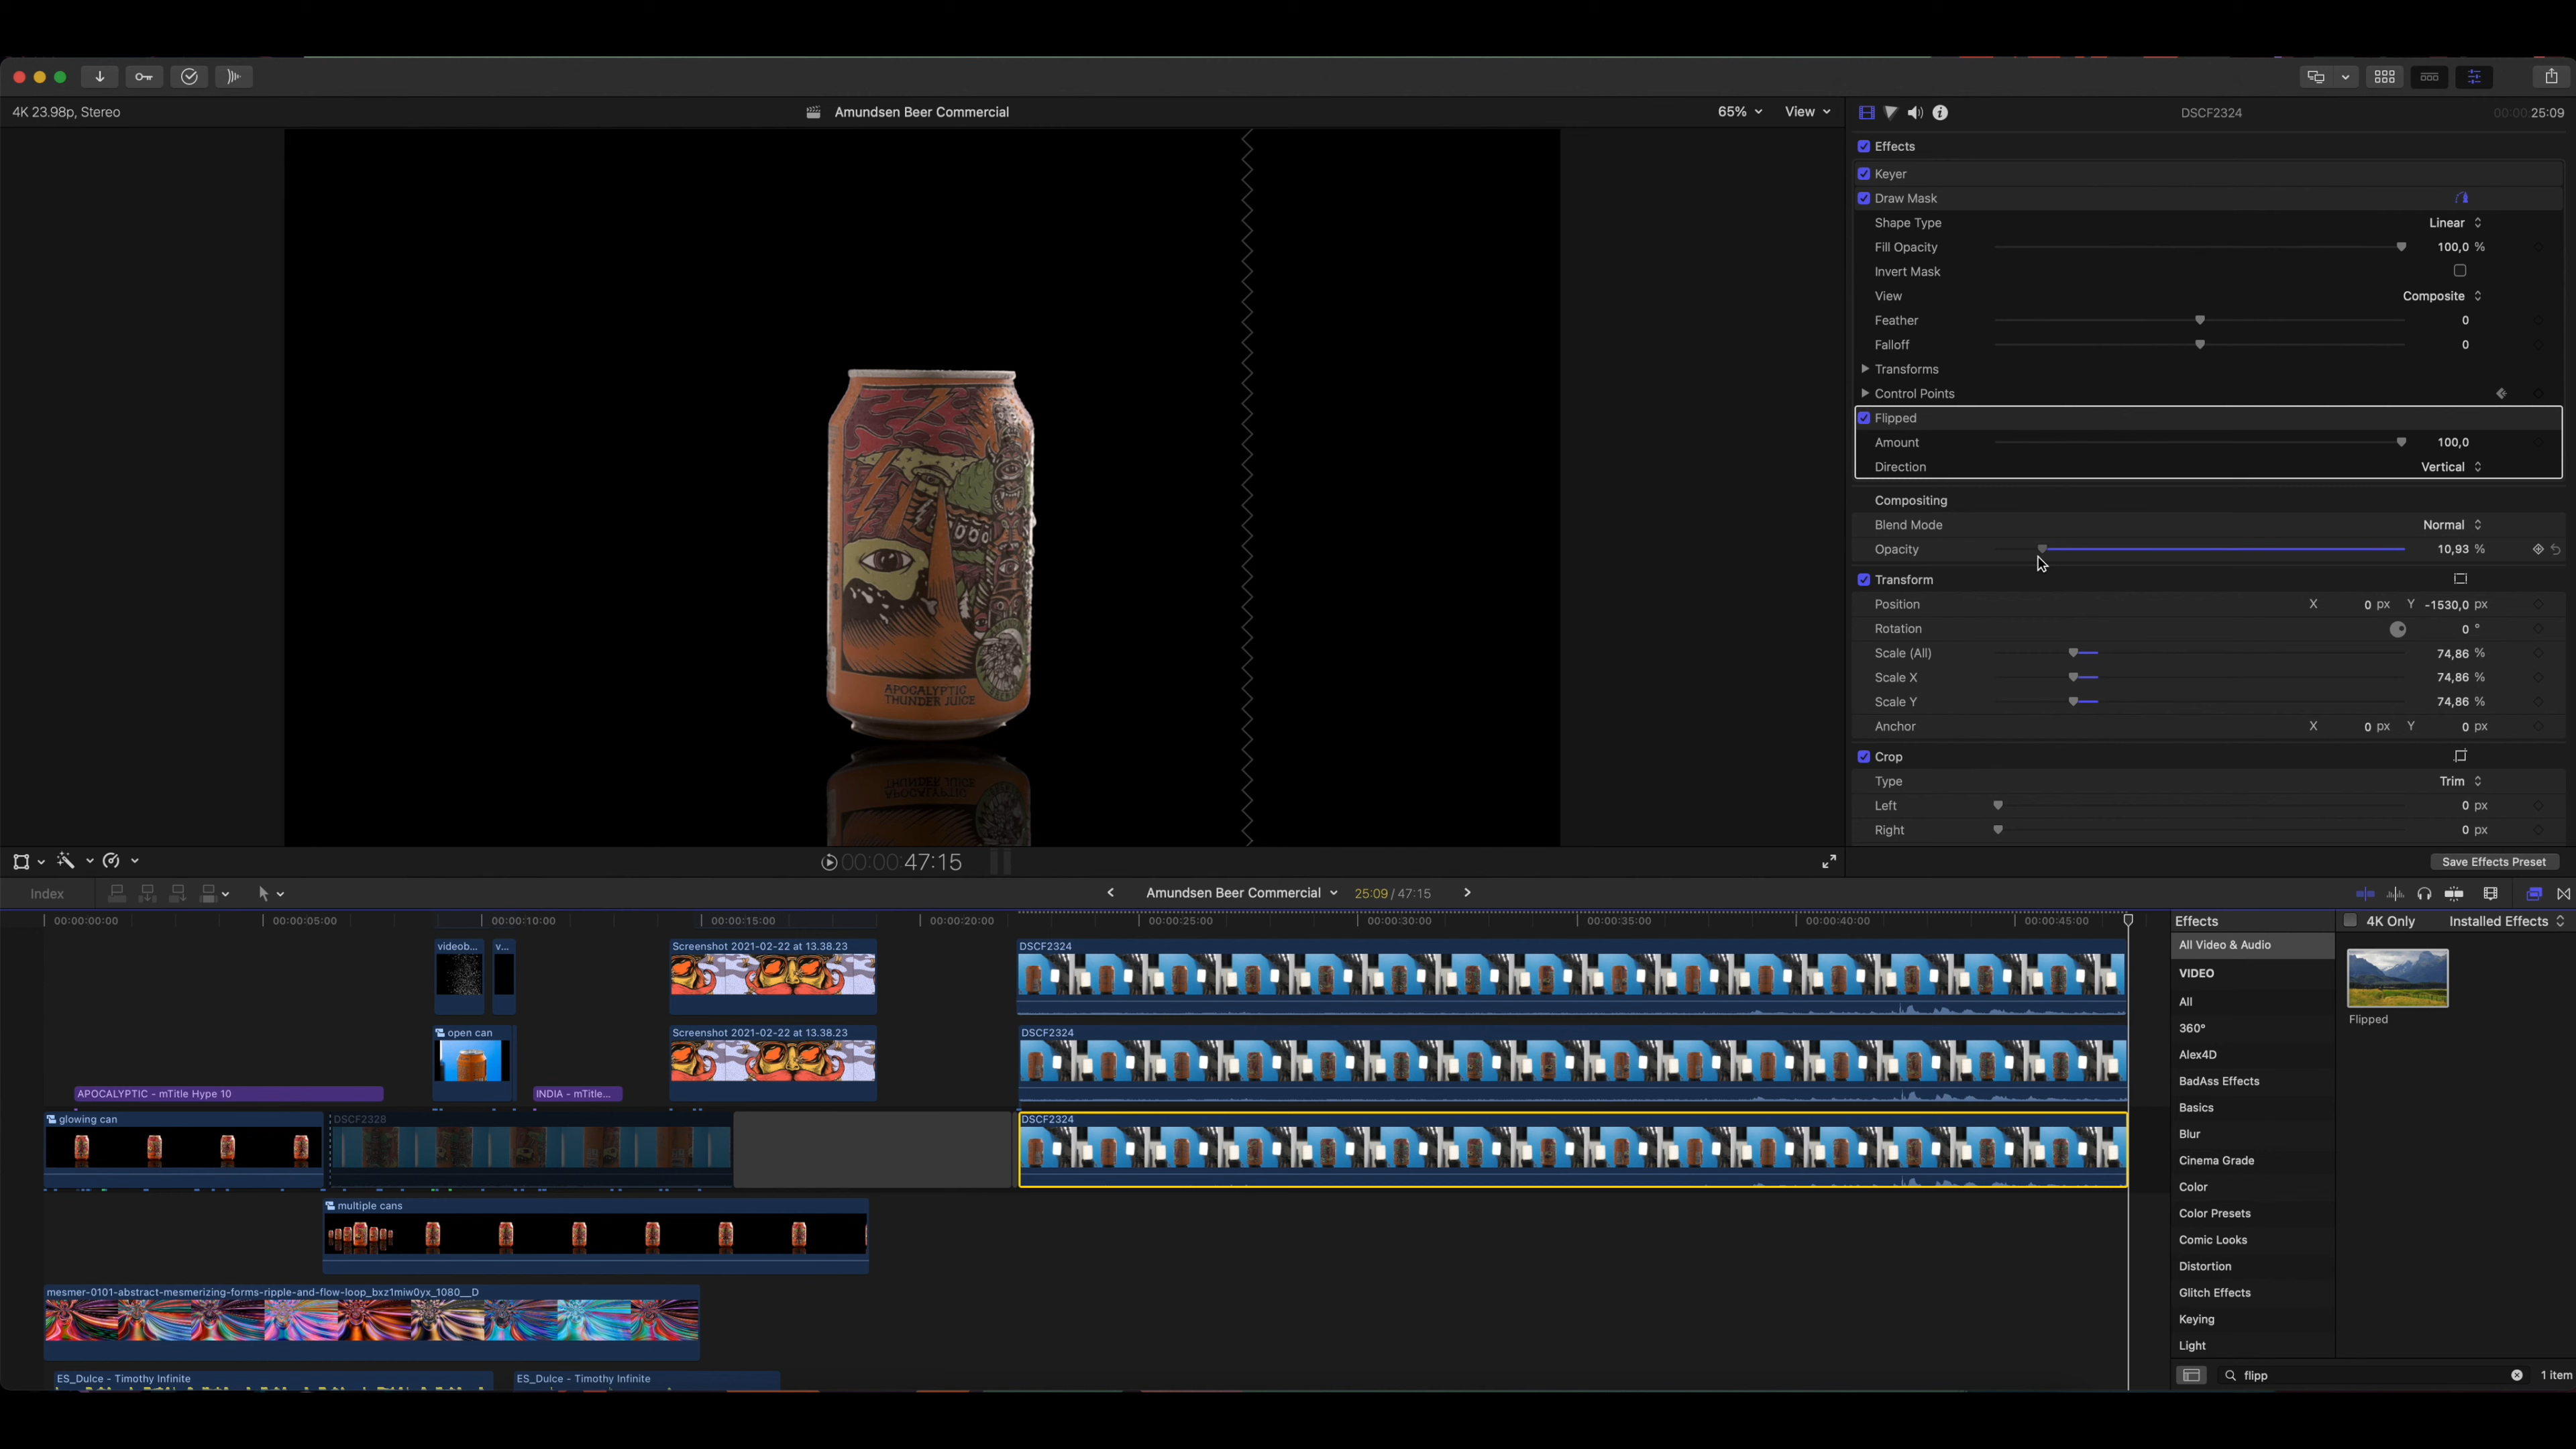 4K 23.98p, Stereo
Amundsen Beer Commercial
65%
View
DSCF2324
00:00:25:09
Effects
Keyer
Draw Mask
Shape Type
Linear
Fill Opacity
100,0 %
Invert Mask
View
Composite
Feather
0
Falloff
0
Transforms
Control Points
Flipped
Amount
100,0
Direction
Vertical
Compositing
Blend Mode
Normal
Opacity
10,93 %
Transform
Position
X 0 px Y -1530,0 px
Rotation
0 °
Scale (All)
74,86 %
Scale X
74,86 %
Scale Y
74,86 %
Anchor
X 0 px Y 0 px
Crop
Type
Trim
Left
0 px
Right
0 px
APOCALYPTIC
THUNDER JUICE
00:00:00:47:15
Save Effects Preset
Index
Amundsen Beer Commercial
25:09 / 47:15
00:00:00:00
00:00:05:00
00:00:10:00
00:00:15:00
00:00:20:00
00:00:25:00
00:00:30:00
00:00:35:00
00:00:40:00
00:00:45:00
videob...
v...
Screenshot 2021-02-22 at 13.38.23
DSCF2324
open can
Screenshot 2021-02-22 at 13.38.23
DSCF2324
APOCALYPTIC - mTitle Hype 10
INDIA - mTitle...
glowing can
DSCF2328
DSCF2324
multiple cans
mesmer-0101-abstract-mesmerizing-forms-ripple-and-flow-loop_bxz1miw0yx_1080__D
ES_Dulce - Timothy Infinite
ES_Dulce - Timothy Infinite
Effects
4K Only
Installed Effects
All Video & Audio
VIDEO
All
360°
Alex4D
BadAss Effects
Basics
Blur
Cinema Grade
Color
Color Presets
Comic Looks
Distortion
Glitch Effects
Keying
Light
Flipped
flipp
1 item